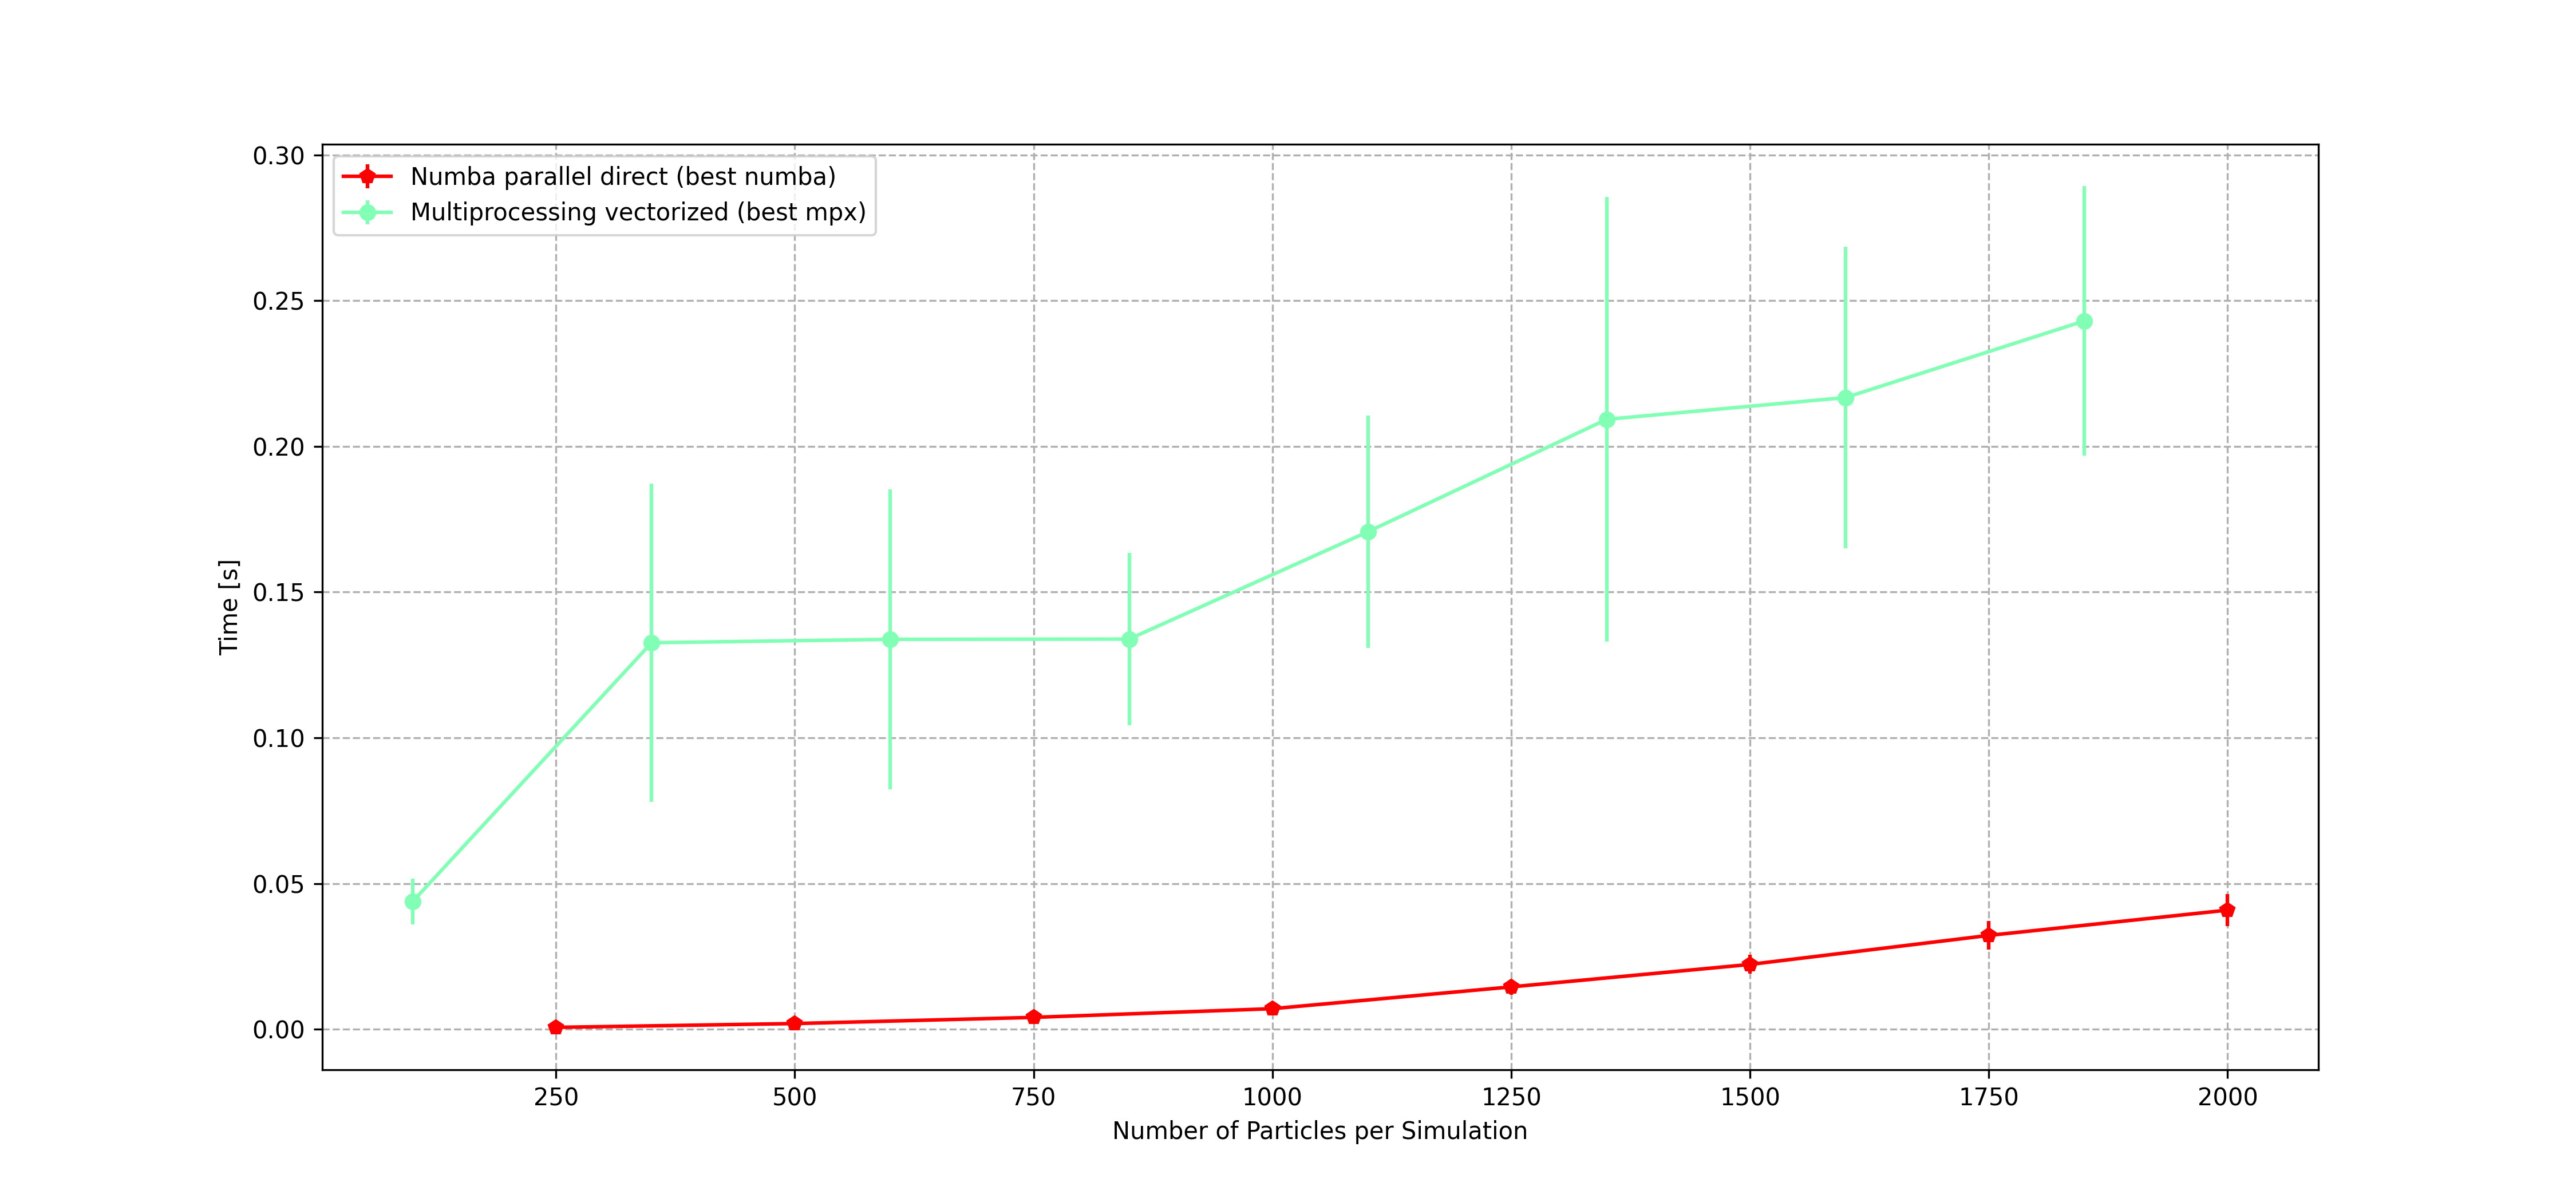 Numba parallel direct (best numba)
Multiprocessing vectorized (best mpx)
0.30
0.25
0.20
0.15
0.10
0.05
0.00
Time [s]
250 500 750 1000 1250 1500 1750 2000
Number of Particles per Simulation